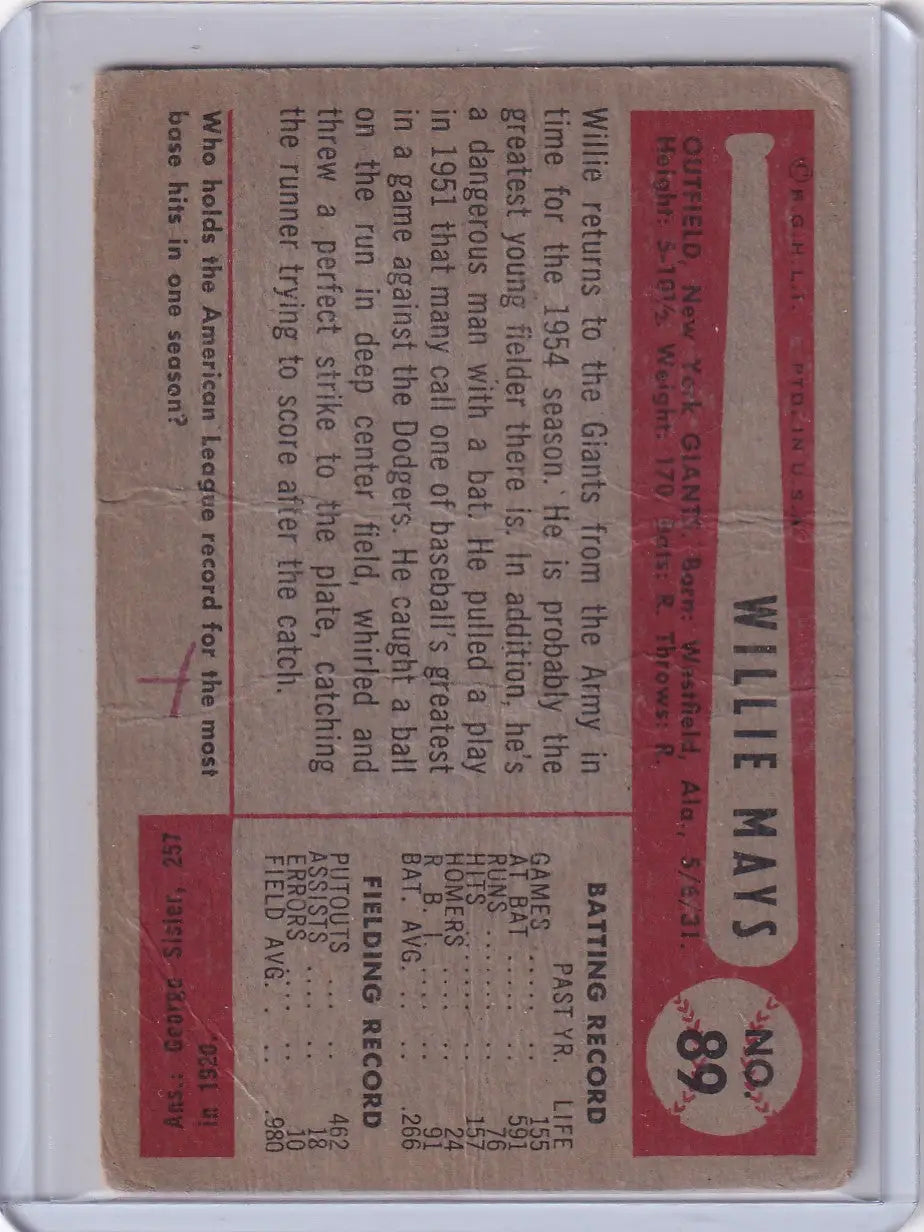 © B.G.H.L.I. PTD. IN U.S.A.
WILLIE MAYS
NO.
89
OUTFIELD, New York GIANTS. Born: Westfield, Ala., 5/6/31.
Height: 5-10½ Weight: 170 Bats: R. Throws: R.
Willie returns to the Giants from the Army in
time for the 1954 season. He is probably the
greatest young fielder there is. In addition, he's
a dangerous man with a bat. He pulled a play
in 1951 that many call one of baseball's greatest
in a game against the Dodgers. He caught a ball
on the run in deep center field, whirled and
threw a perfect strike to the plate, catching
the runner trying to score after the catch.
BATTING RECORD
PAST YR. LIFE
GAMES ..... .. 155
AT BAT ..... .. 591
RUNS ....... .. 76
HITS ....... .. 157
HOMERS ..... .. 24
R. B. I. .... .. 91
BAT. AVG. .. .. .266
FIELDING RECORD
PUTOUTS .... .. 462
ASSISTS .... .. 18
ERRORS .... .. 10
FIELD AVG. .. .. .980
Who holds the American League record for the most
base hits in one season?
Ans.: George Sisler, 257
in 1920.